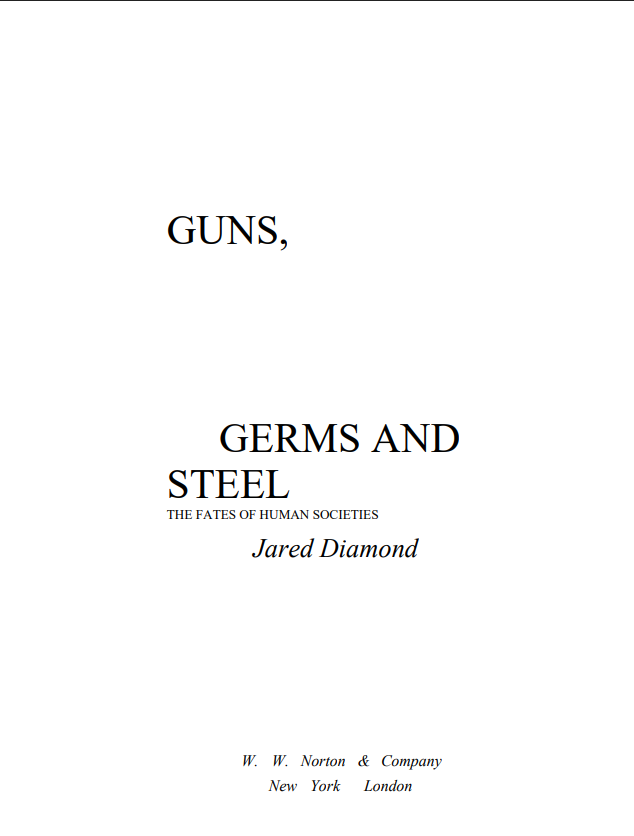 GUNS,
GERMS AND
STEEL
THE FATES OF HUMAN SOCIETIES
Jared Diamond
W. W. Norton & Company
New York London